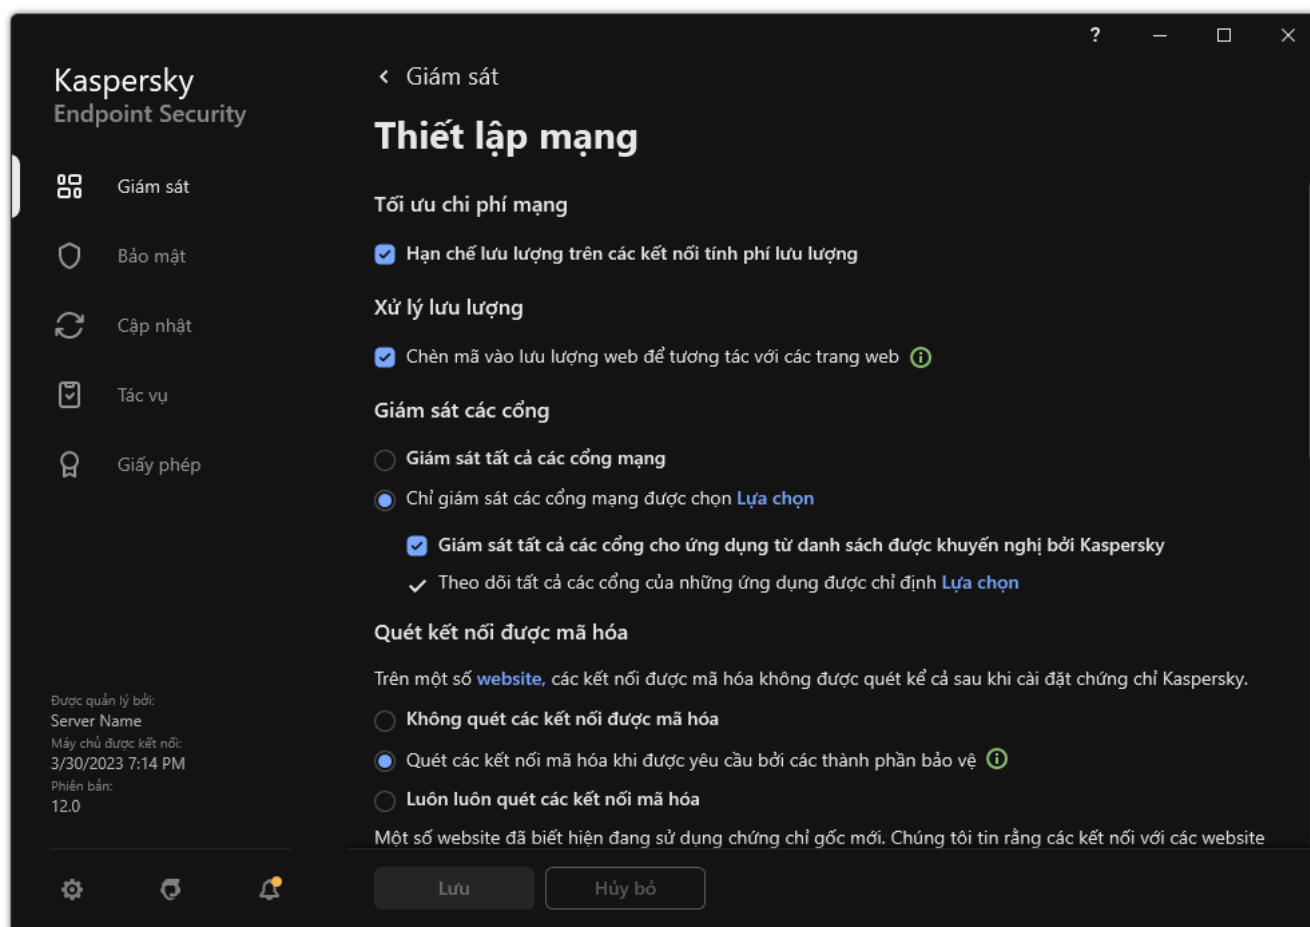 ?
Kaspersky
Endpoint Security
Giám sát
Bảo mật
Cập nhật
Tác vụ
Giấy phép
Được quản lý bởi:
Server Name
Máy chủ được kết nối:
3/30/2023 7:14 PM
Phiên bản:
12.0
Giám sát
Thiết lập mạng
Tối ưu chi phí mạng
Hạn chế lưu lượng trên các kết nối tính phí lưu lượng
Xử lý lưu lượng
Chèn mã vào lưu lượng web để tương tác với các trang web
Giám sát các cổng
Giám sát tất cả các cổng mạng
Chỉ giám sát các cổng mạng được chọn Lựa chọn
Giám sát tất cả các cổng cho ứng dụng từ danh sách được khuyến nghị bởi Kaspersky
Theo dõi tất cả các cổng của những ứng dụng được chỉ định Lựa chọn
Quét kết nối được mã hóa
Trên một số website, các kết nối được mã hóa không được quét kể cả sau khi cài đặt chứng chỉ Kaspersky.
Không quét các kết nối được mã hóa
Quét các kết nối mã hóa khi được yêu cầu bởi các thành phần bảo vệ
Luôn luôn quét các kết nối mã hóa
Một số website đã biết hiện đang sử dụng chứng chỉ gốc mới. Chúng tôi tin rằng các kết nối với các website
Lưu
Hủy bỏ